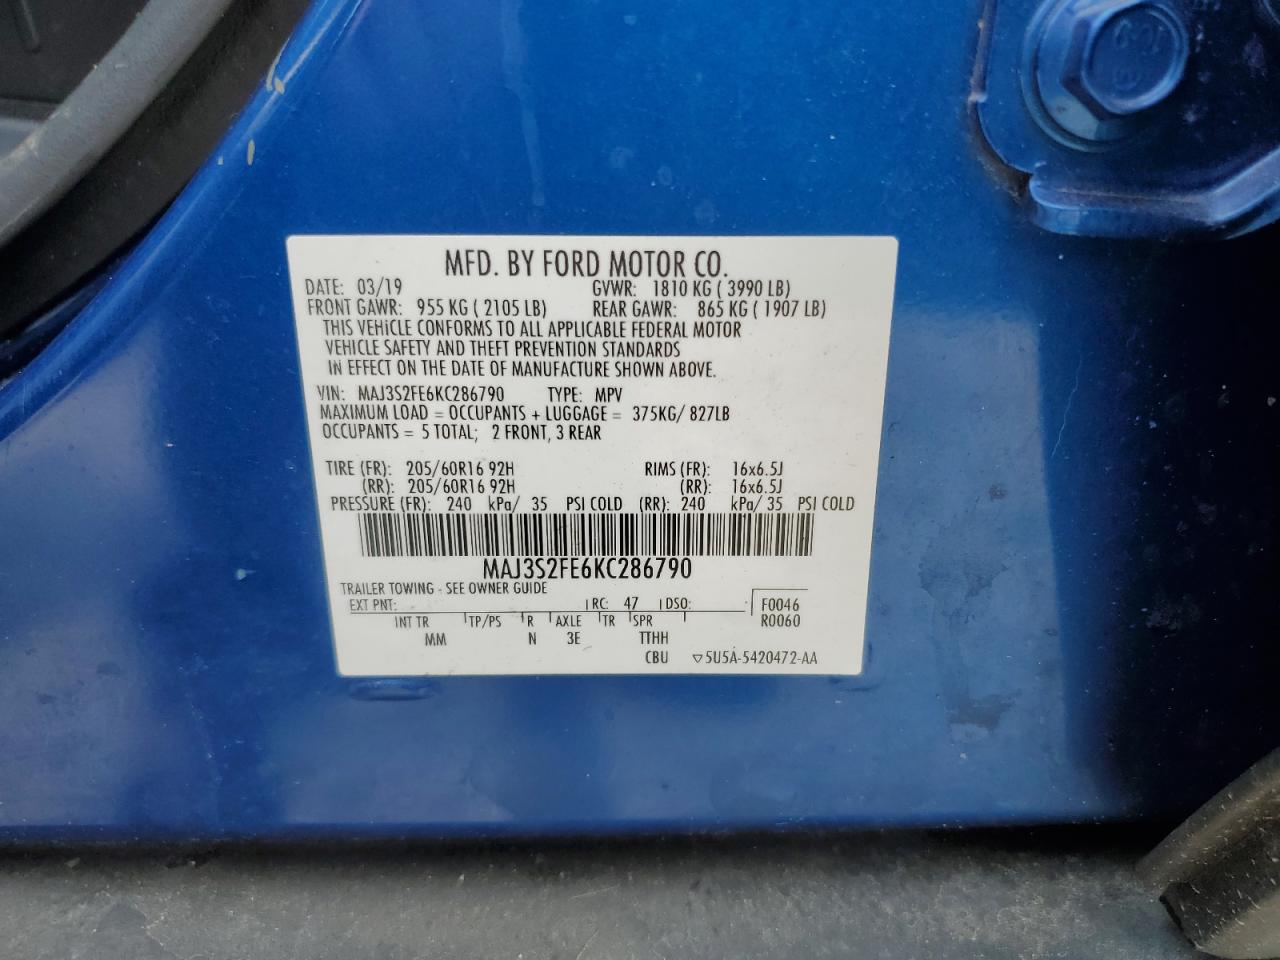 10.9
MFD. BY FORD MOTOR CO.
DATE: 03/19 GVWR: 1810 KG ( 3990 LB)
FRONT GAWR: 955 KG ( 2105 LB) REAR GAWR: 865 KG ( 1907 LB)
THIS VEHICLE CONFORMS TO ALL APPLICABLE FEDERAL MOTOR
VEHICLE SAFETY AND THEFT PREVENTION STANDARDS
IN EFFECT ON THE DATE OF MANUFACTURE SHOWN ABOVE.
VIN: MAJ3S2FE6KC286790 TYPE: MPV
MAXIMUM LOAD = OCCUPANTS + LUGGAGE = 375KG/ 827LB
OCCUPANTS = 5 TOTAL; 2 FRONT, 3 REAR
TIRE (FR): 205/60R16 92H RIMS (FR): 16x6.5J
(RR): 205/60R16 92H (RR): 16x6.5J
PRESSURE (FR): 240 kPa/ 35 PSI COLD (RR): 240 kPa/ 35 PSI COLD
MAJ3S2FE6KC286790
TRAILER TOWING - SEE OWNER GUIDE
EXT PNT: RC: 47 DSO: F0046
INT TR TP/PS R AXLE TR SPR R0060
MM N 3E TTHH
CBU ▽5U5A-5420472-AA